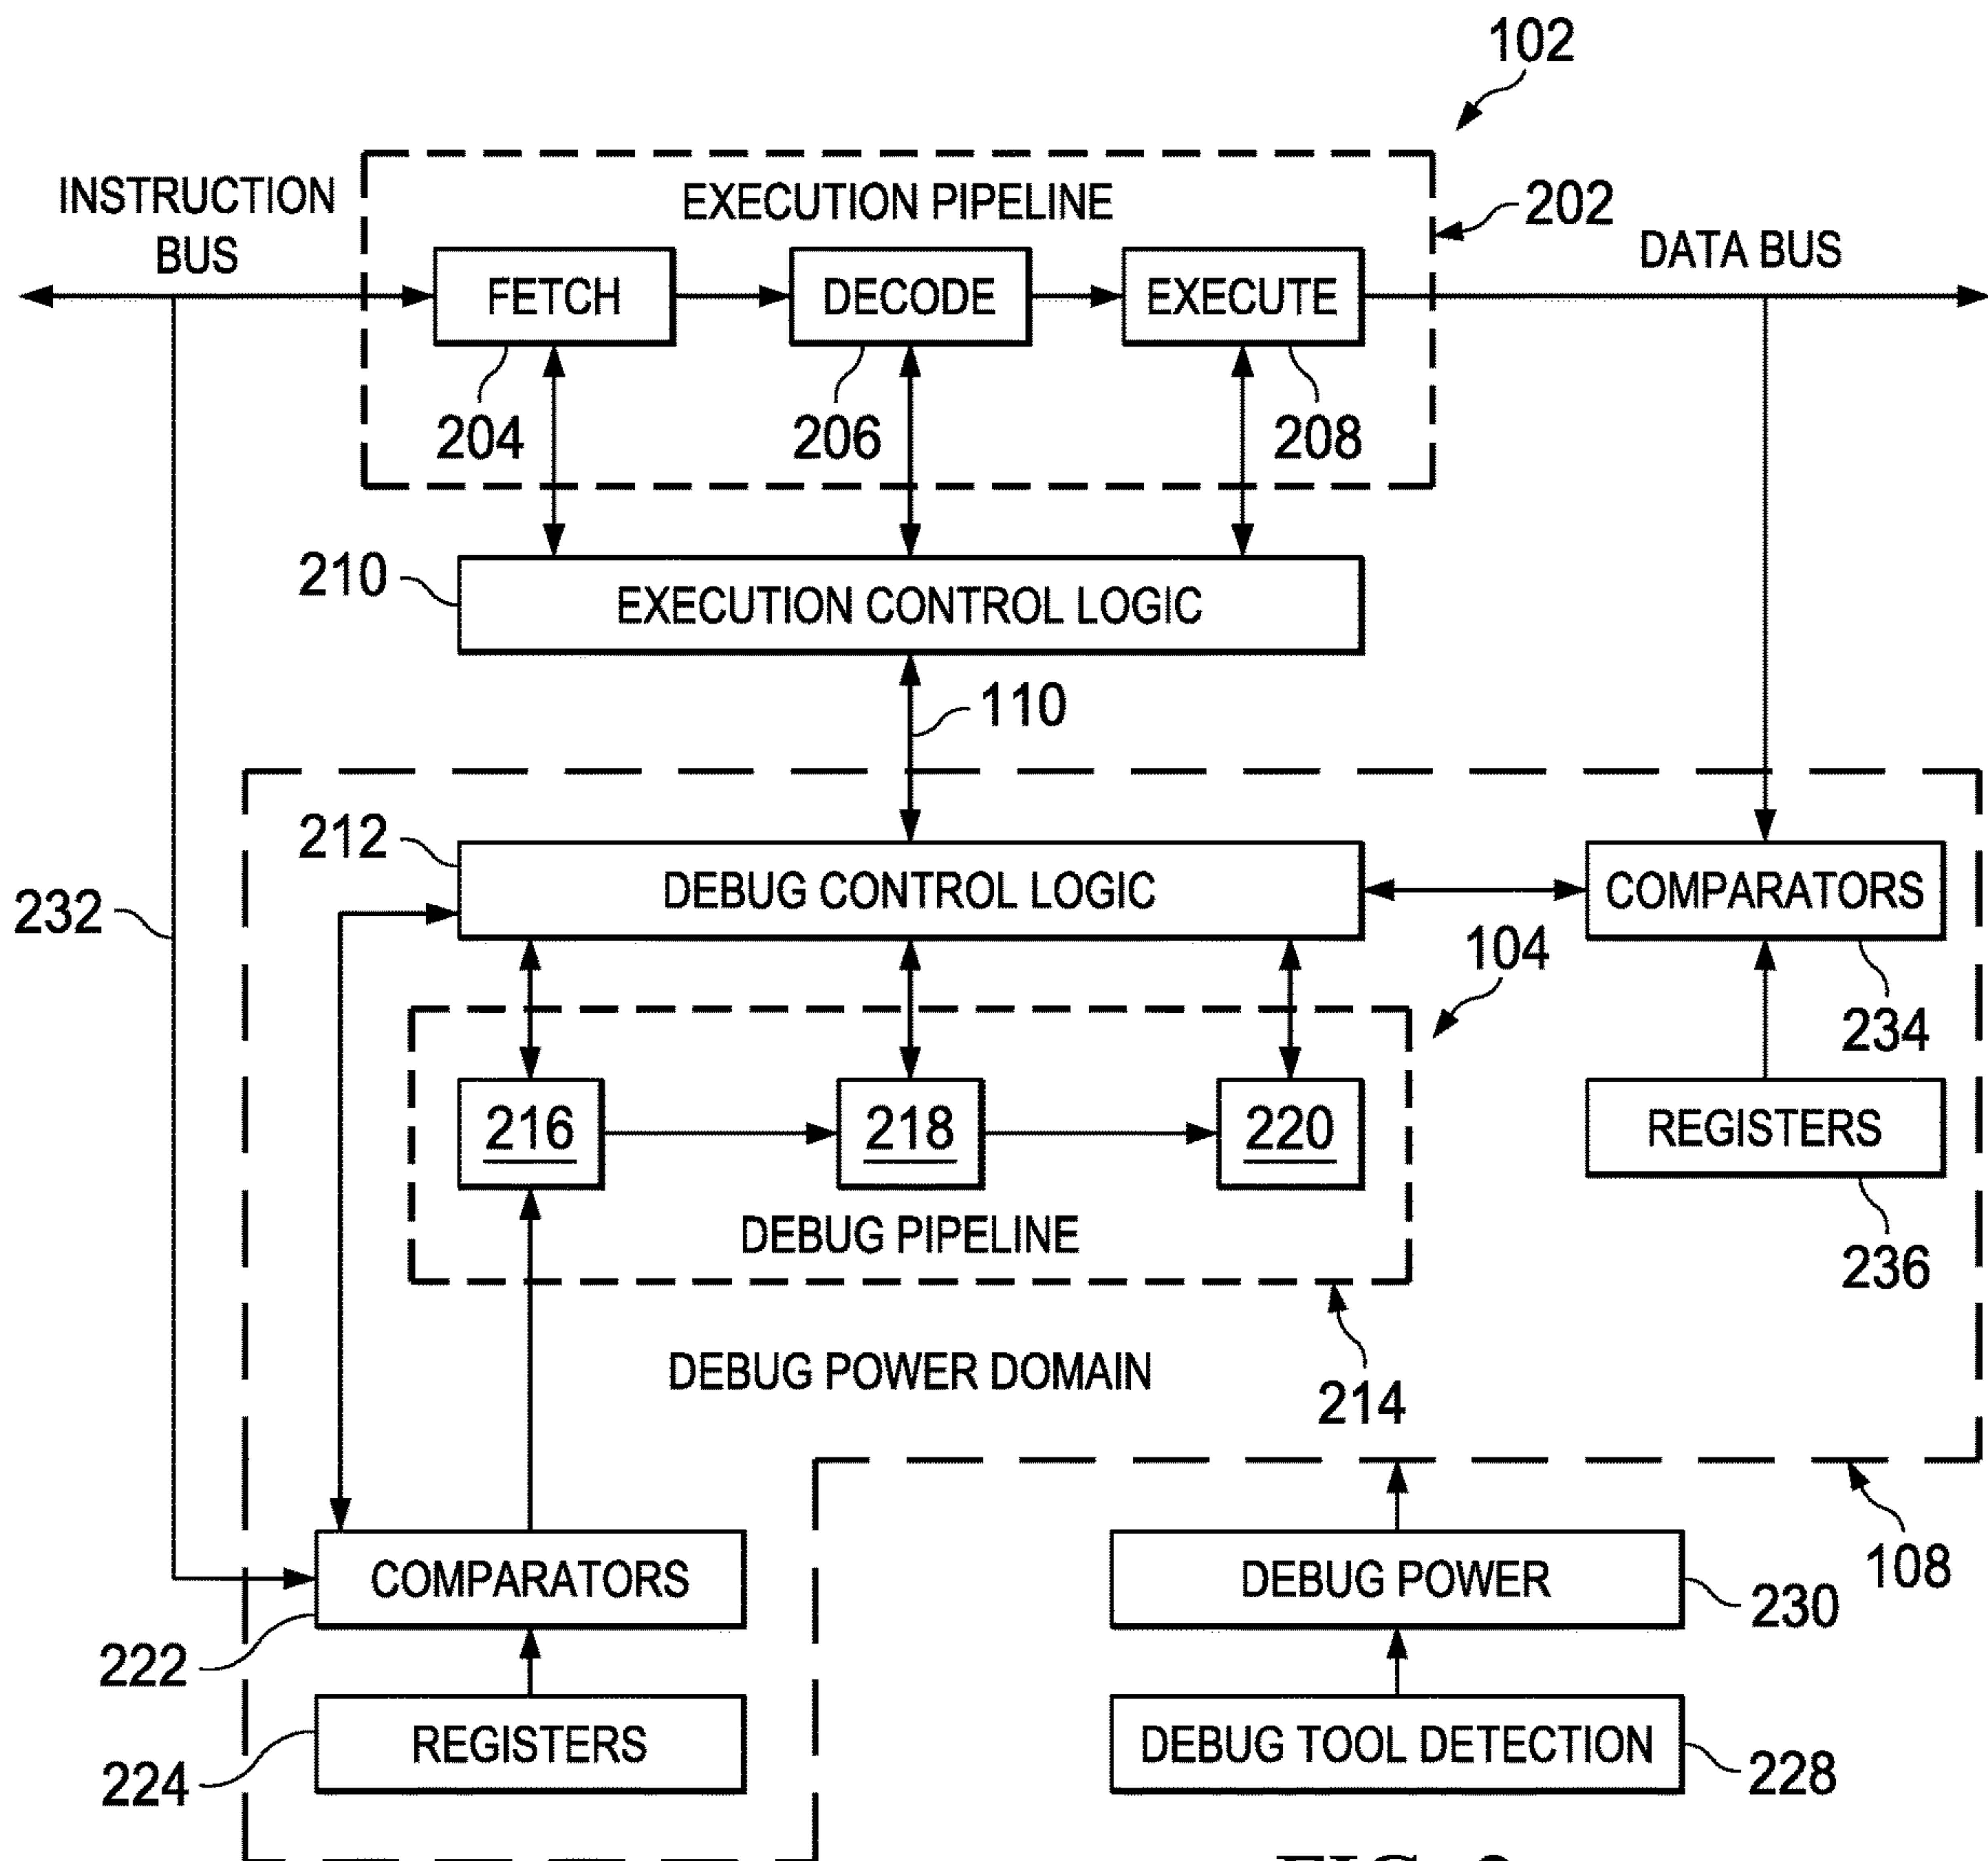 102
INSTRUCTION
BUS
EXECUTION PIPELINE
202
DATA BUS
FETCH
DECODE
EXECUTE
204
206
208
210
EXECUTION CONTROL LOGIC
110
212
DEBUG CONTROL LOGIC
COMPARATORS
232
104
234
216
218
220
REGISTERS
DEBUG PIPELINE
236
DEBUG POWER DOMAIN
214
COMPARATORS
DEBUG POWER
108
230
222
REGISTERS
DEBUG TOOL DETECTION
224
228